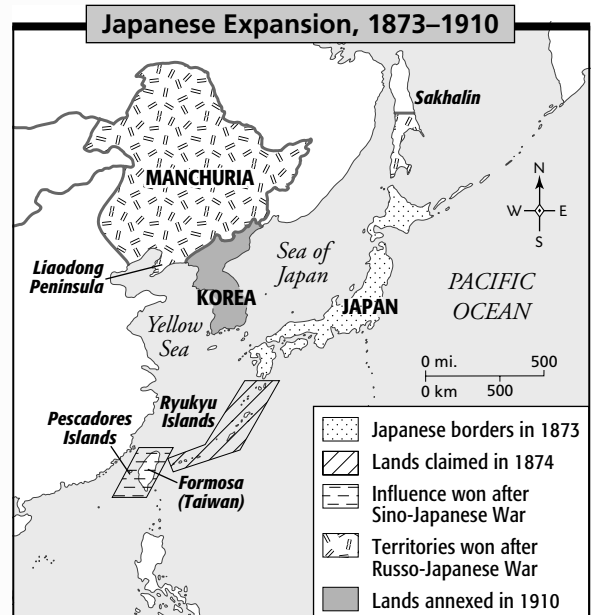 Japanese Expansion, 1873–1910
Sakhalin
MANCHURIA
N
W E
S
Liaodong
Peninsula
Sea of
Japan
KOREA
JAPAN
PACIFIC
OCEAN
Yellow
Sea
0 mi. 500
0 km 500
Ryukyu
Islands
Pescadores
Islands
Formosa
(Taiwan)
Japanese borders in 1873
Lands claimed in 1874
Influence won after
Sino-Japanese War
Territories won after
Russo-Japanese War
Lands annexed in 1910